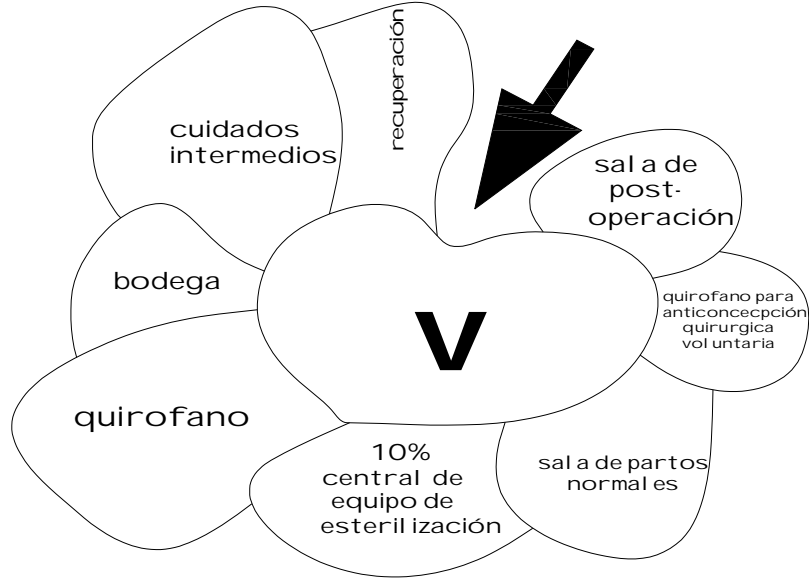 recuperación
cuidados
intermedios
sala de
post-
operación
bodega
V
quirofano para
anticoncecpción
quirurgica
voluntaria
quirofano
10%
central de
equipo de
esterilización
sala de partos
normales